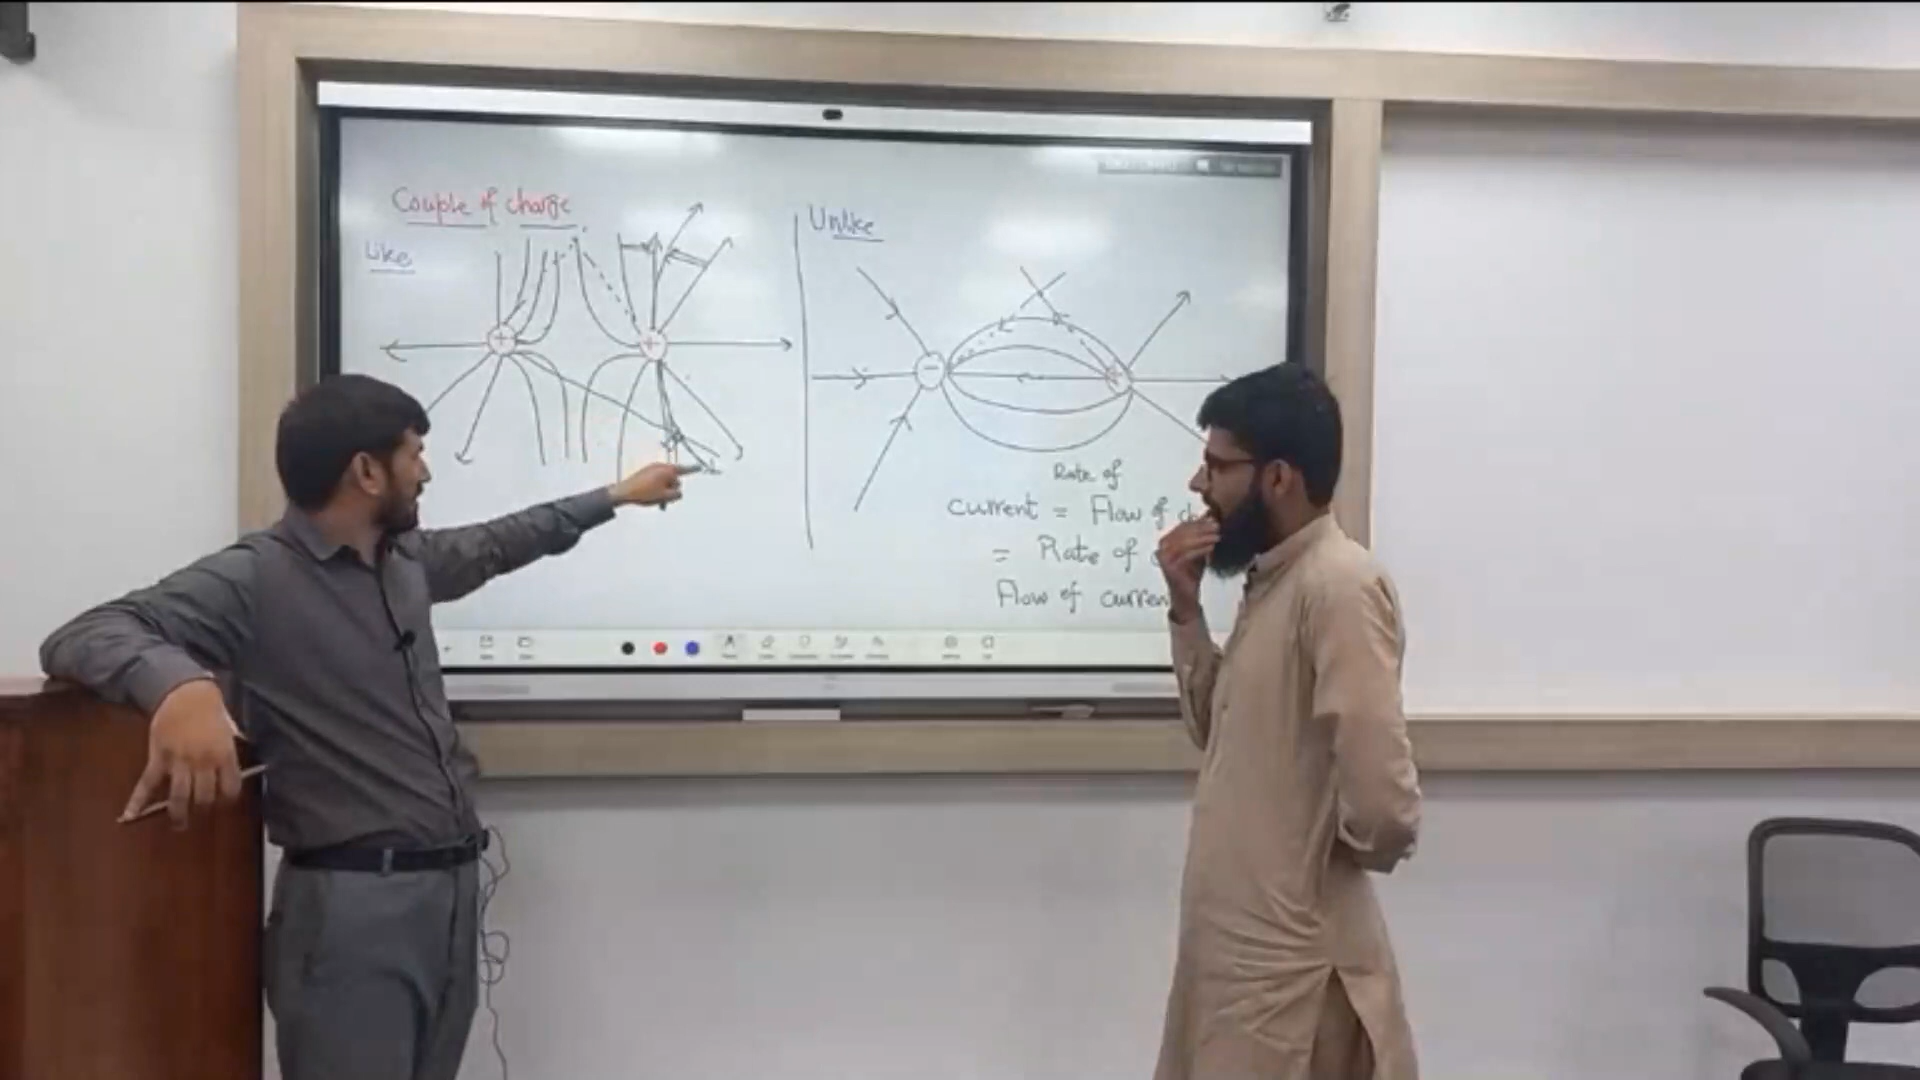 Couple of charge
Like
Unlike
+
+
-
+
Rate of
current = Flow of
= Rate of
Flow of curren